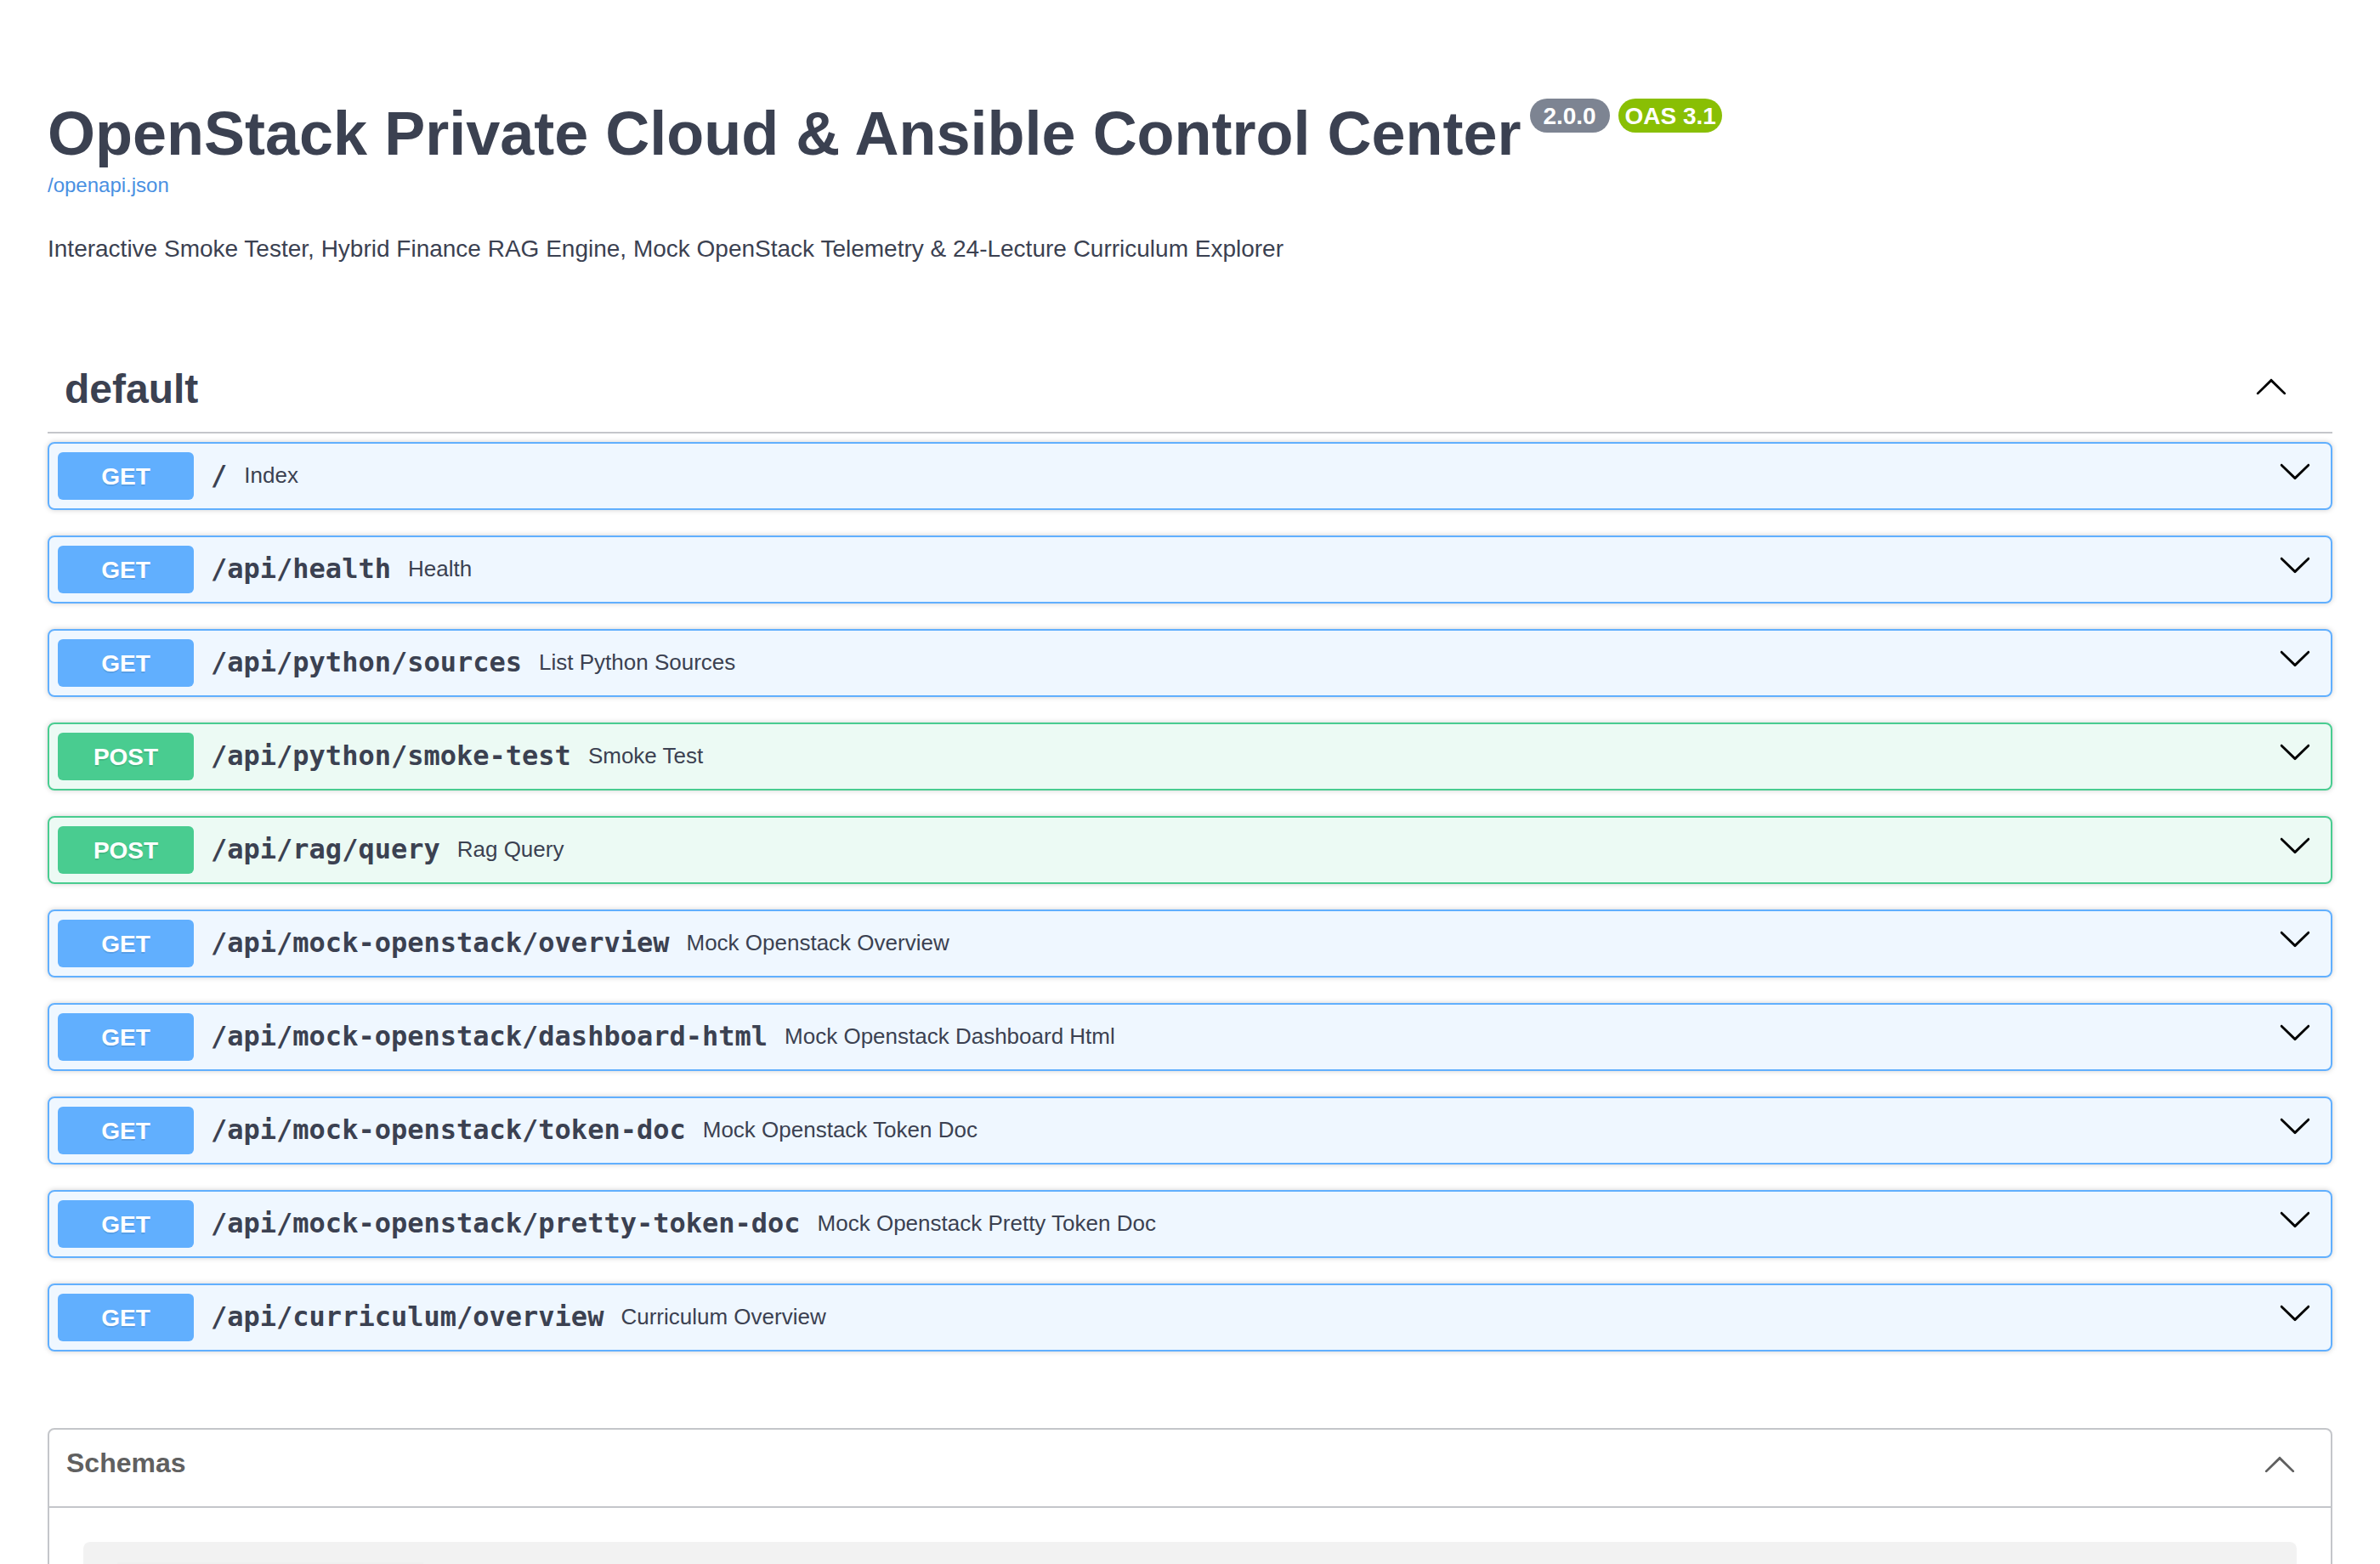 OpenStack Private Cloud & Ansible Control Center 2.0.0 OAS 3.1
/openapi.json
Interactive Smoke Tester, Hybrid Finance RAG Engine, Mock OpenStack Telemetry & 24-Lecture Curriculum Explorer
default
GET / Index
GET /api/health Health
GET /api/python/sources List Python Sources
POST /api/python/smoke-test Smoke Test
POST /api/rag/query Rag Query
GET /api/mock-openstack/overview Mock Openstack Overview
GET /api/mock-openstack/dashboard-html Mock Openstack Dashboard Html
GET /api/mock-openstack/token-doc Mock Openstack Token Doc
GET /api/mock-openstack/pretty-token-doc Mock Openstack Pretty Token Doc
GET /api/curriculum/overview Curriculum Overview
Schemas